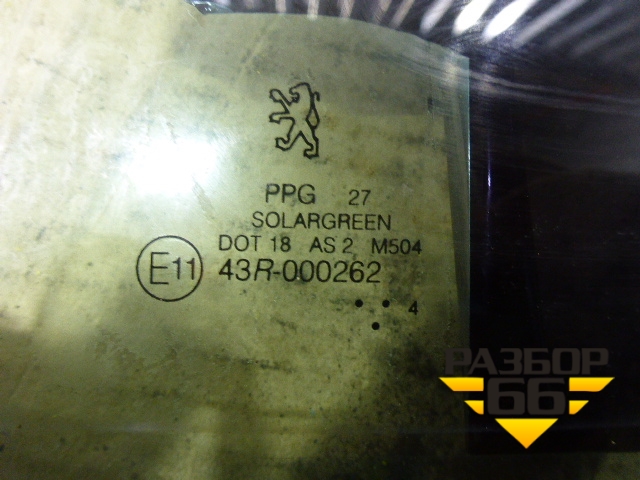 PPG 27
SOLARGREEN
DOT 18 AS 2 M504
E11 43R-000262
4
РАЗБОР
66